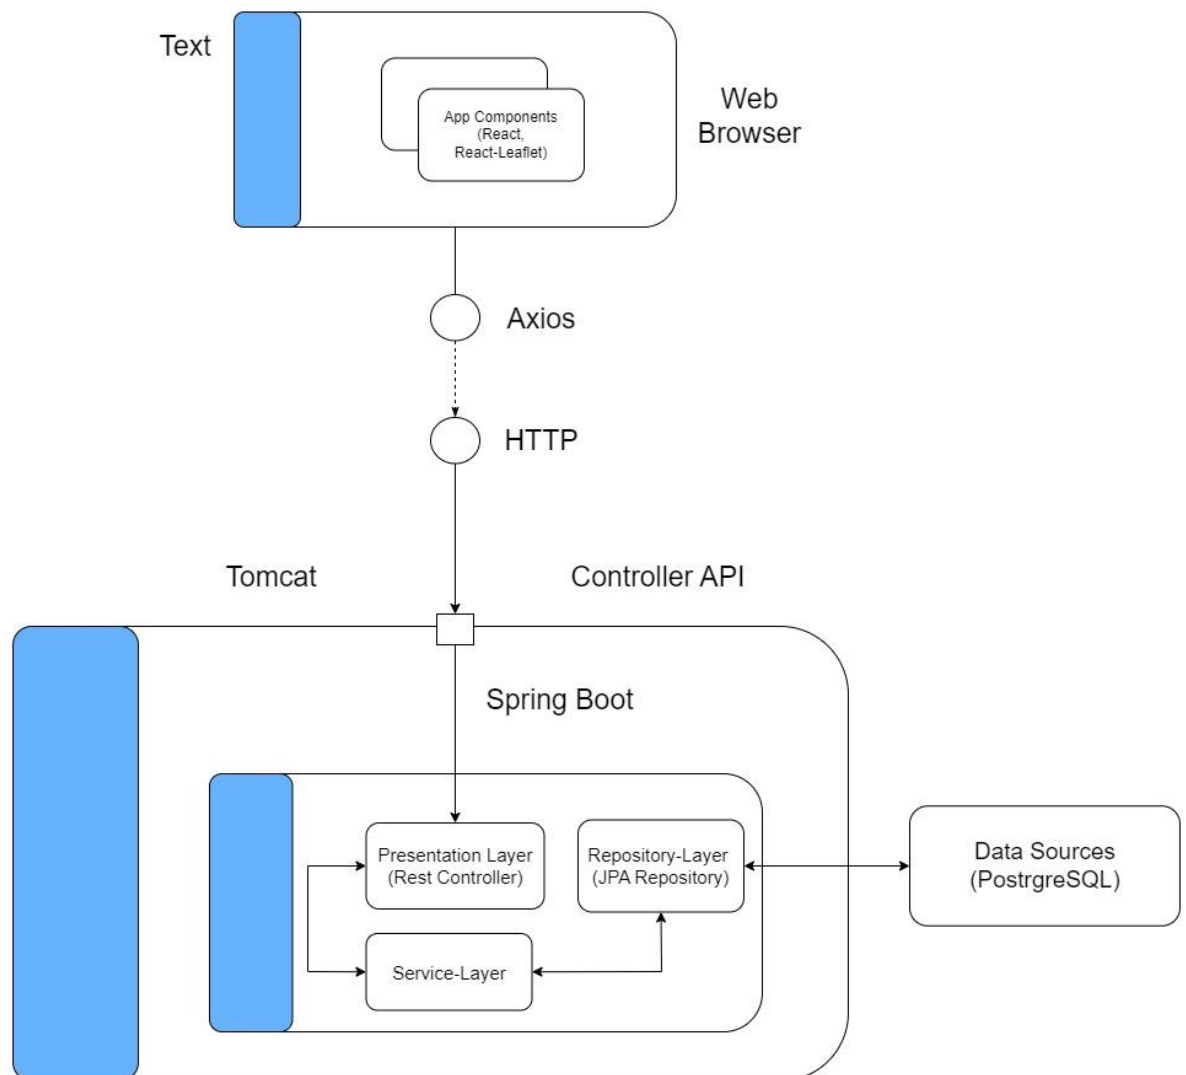 Text
App Components
(React,
React-Leaflet)
Web
Browser
Axios
HTTP
Tomcat
Controller API
Spring Boot
Presentation Layer
(Rest Controller)
Repository-Layer
(JPA Repository)
Data Sources
(PostrgreSQL)
Service-Layer